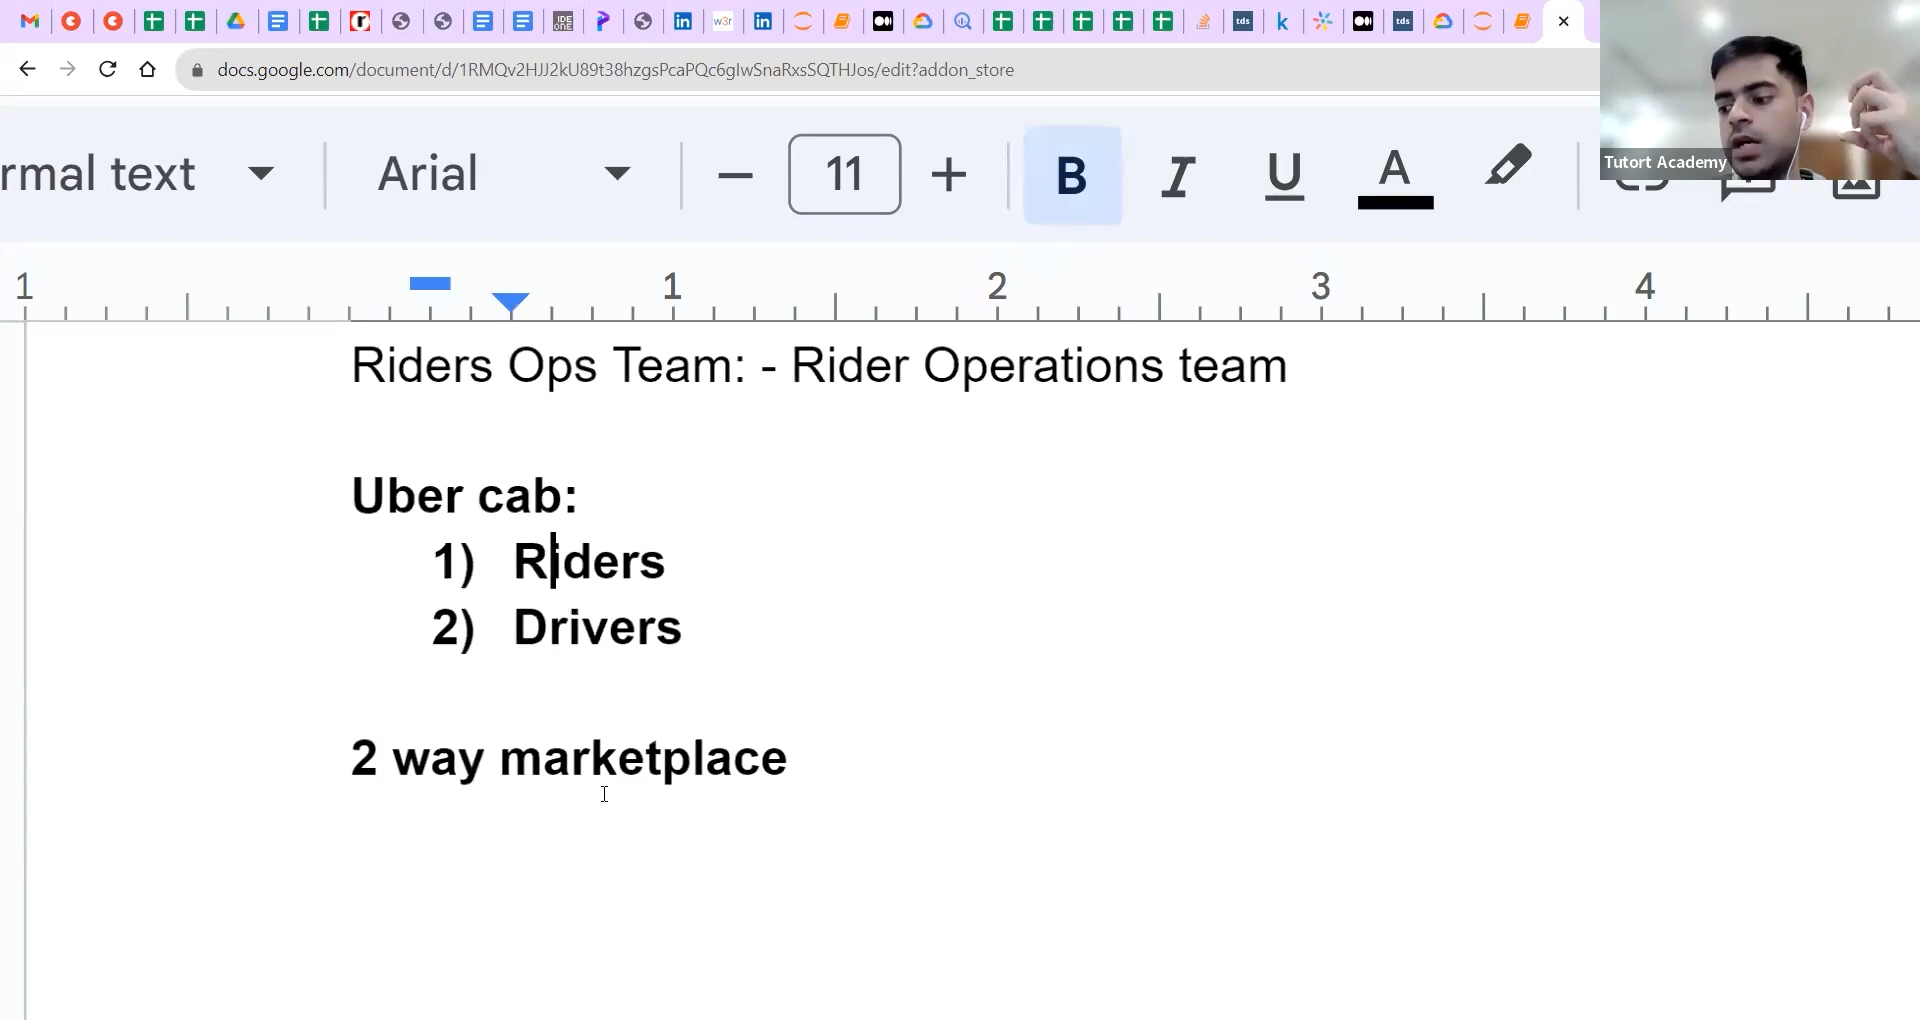 docs.google.com/document/d/1RMQv2HJJ2kU89t38hzgsPcaPQc6gIwSnaRxsSQTHJos/edit?addon_store
rmal text
Arial
11
B I U A
Tutort Academy
1 1 2 3 4
Riders Ops Team: - Rider Operations team
Uber cab:
1) Riders
2) Drivers
2 way marketplace